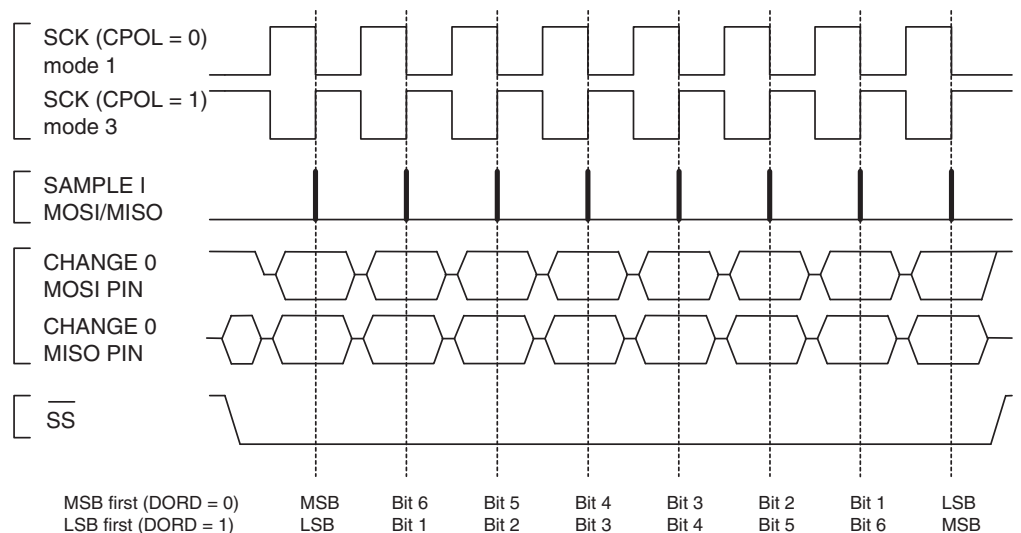 SCK (CPOL = 0)
mode 1
SCK (CPOL = 1)
mode 3
SAMPLE I
MOSI/MISO
CHANGE 0
MOSI PIN
CHANGE 0
MISO PIN
SS
MSB first (DORD = 0) MSB Bit 6 Bit 5 Bit 4 Bit 3 Bit 2 Bit 1 LSB
LSB first (DORD = 1) LSB Bit 1 Bit 2 Bit 3 Bit 4 Bit 5 Bit 6 MSB